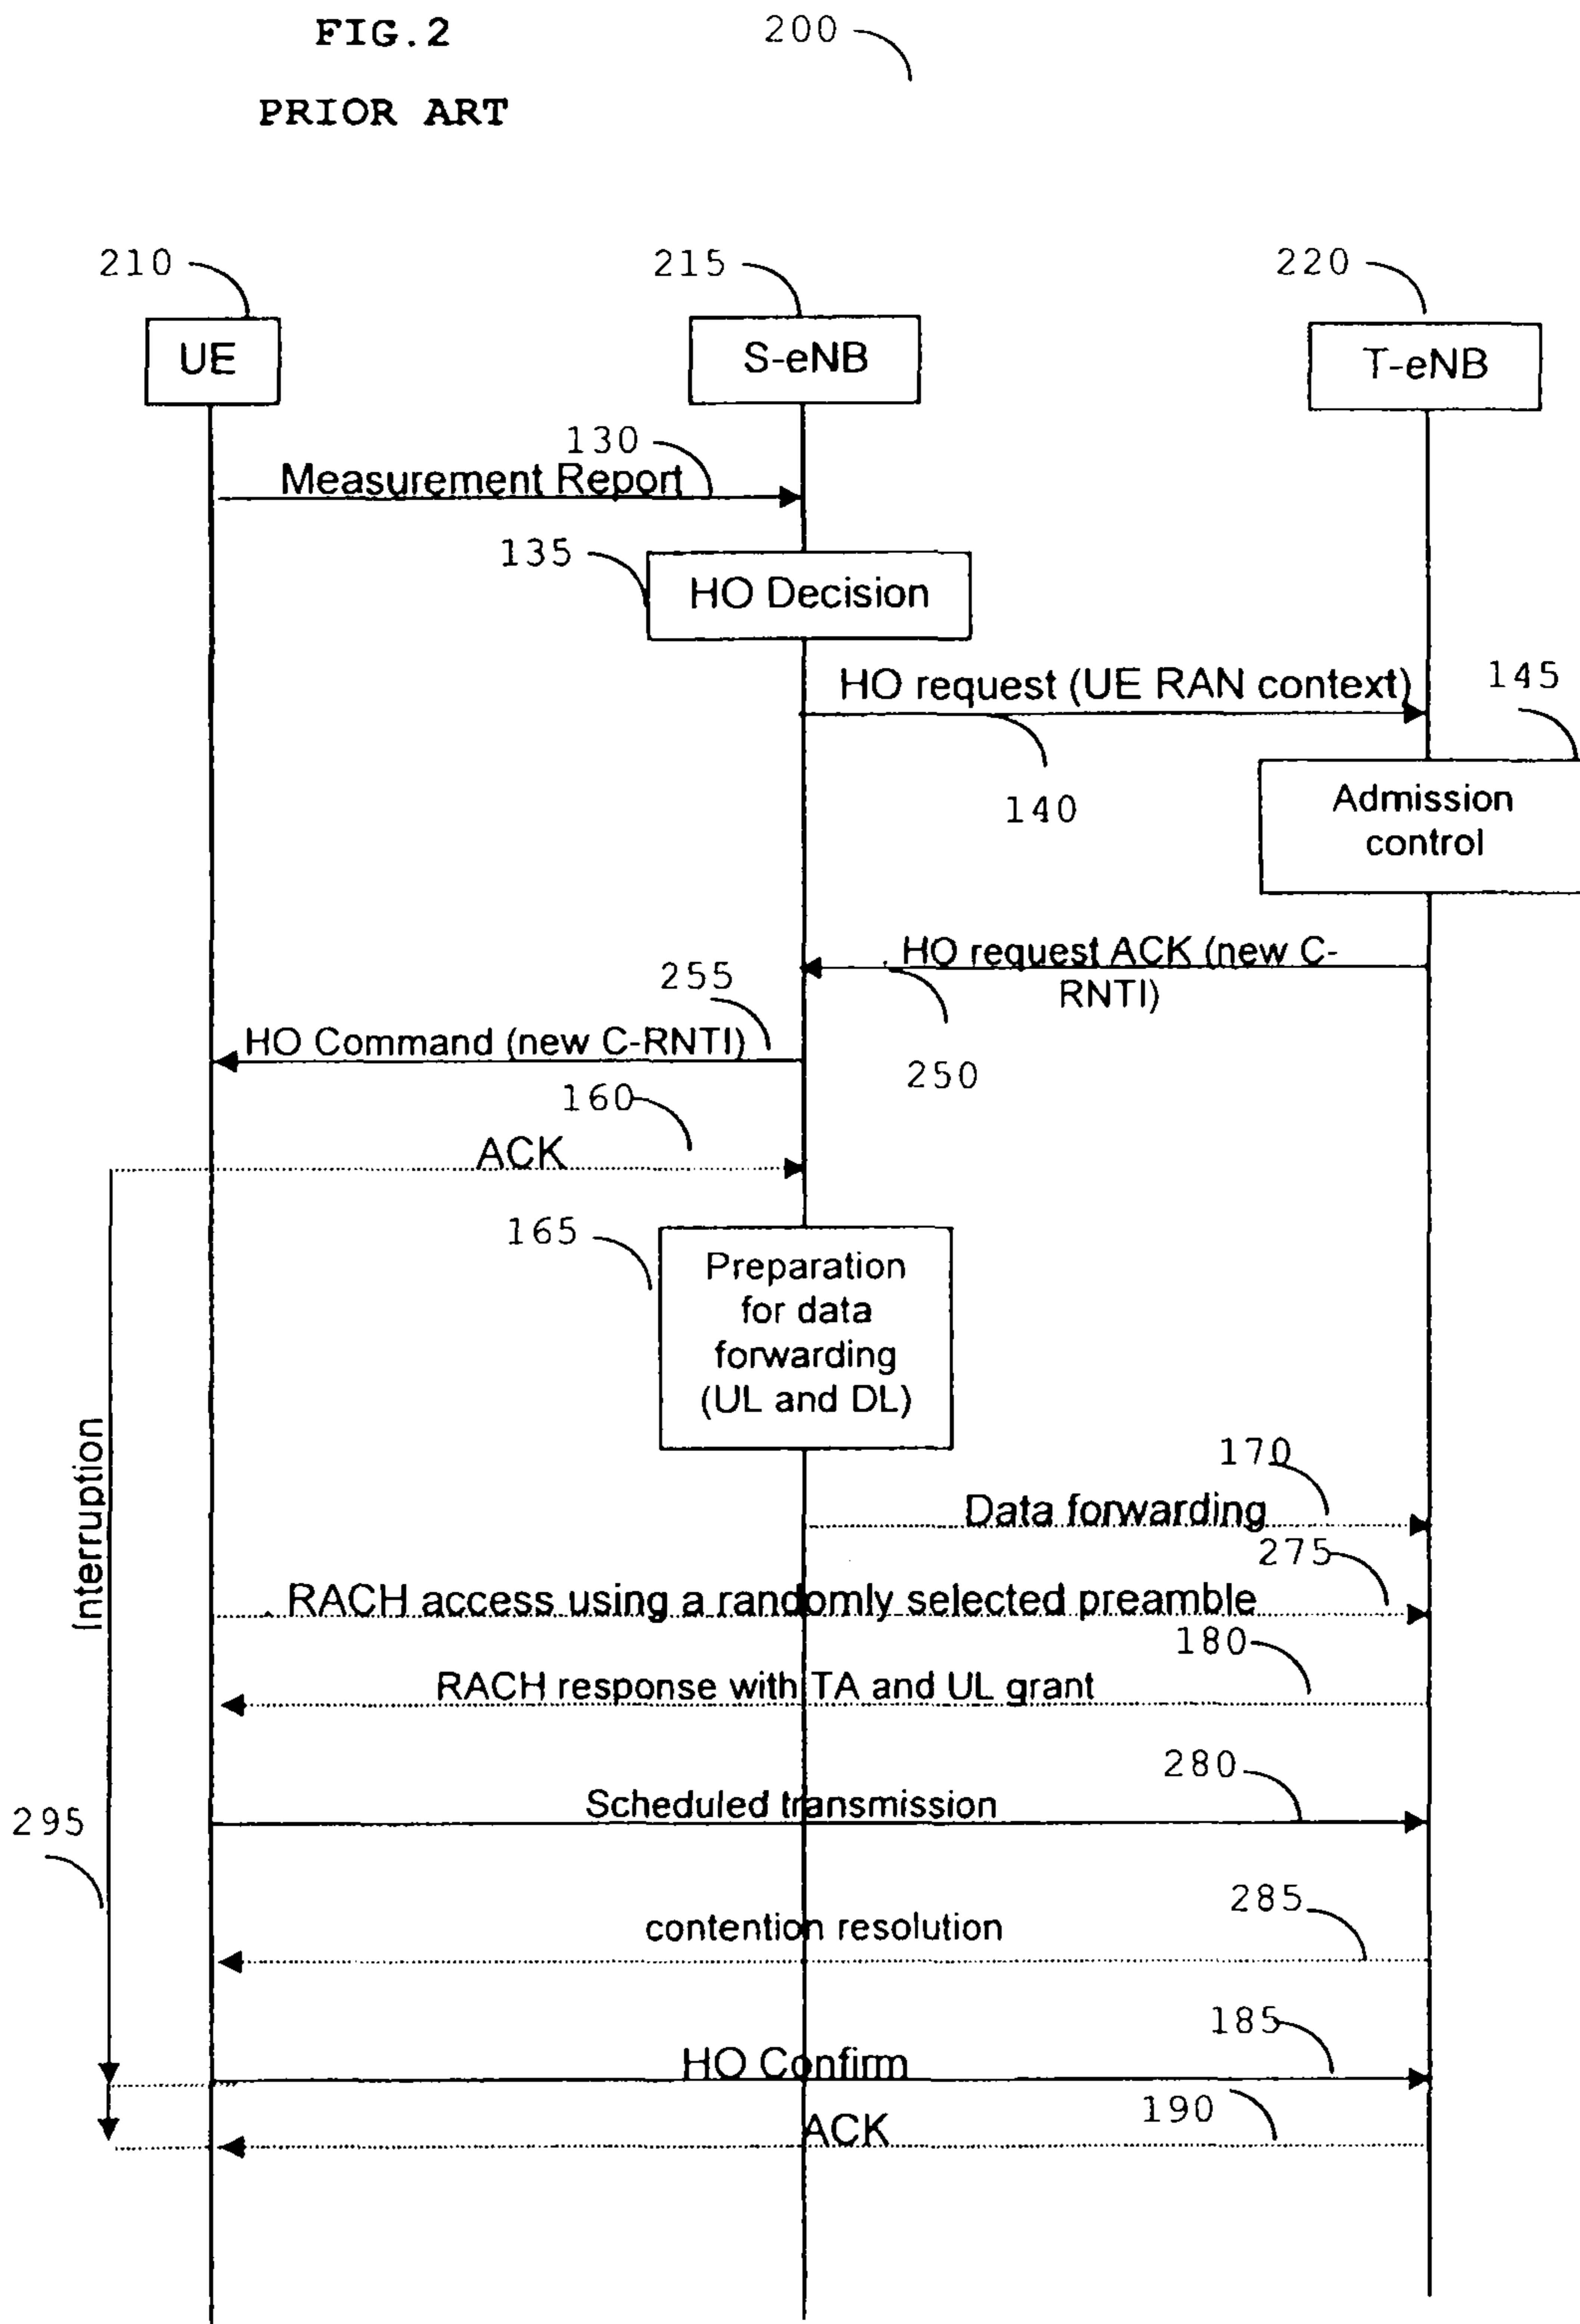 FIG.2
200
PRIOR ART
210
215
220
UE
S-eNB
T-eNB
130
Measurement Report
135
HO Decision
HO request (UE RAN context)
145
140
Admission
control
HO request ACK (new C-
RNTI)
255
HO Command (new C-RNTI)
250
160
ACK
165
Preparation
for data
forwarding
(UL and DL)
Interruption
170
Data forwarding
275
RACH access using a randomly selected preamble
180
RACH response with TA and UL grant
280
Scheduled transmission
295
285
contention resolution
185
HO Confirm
190
ACK